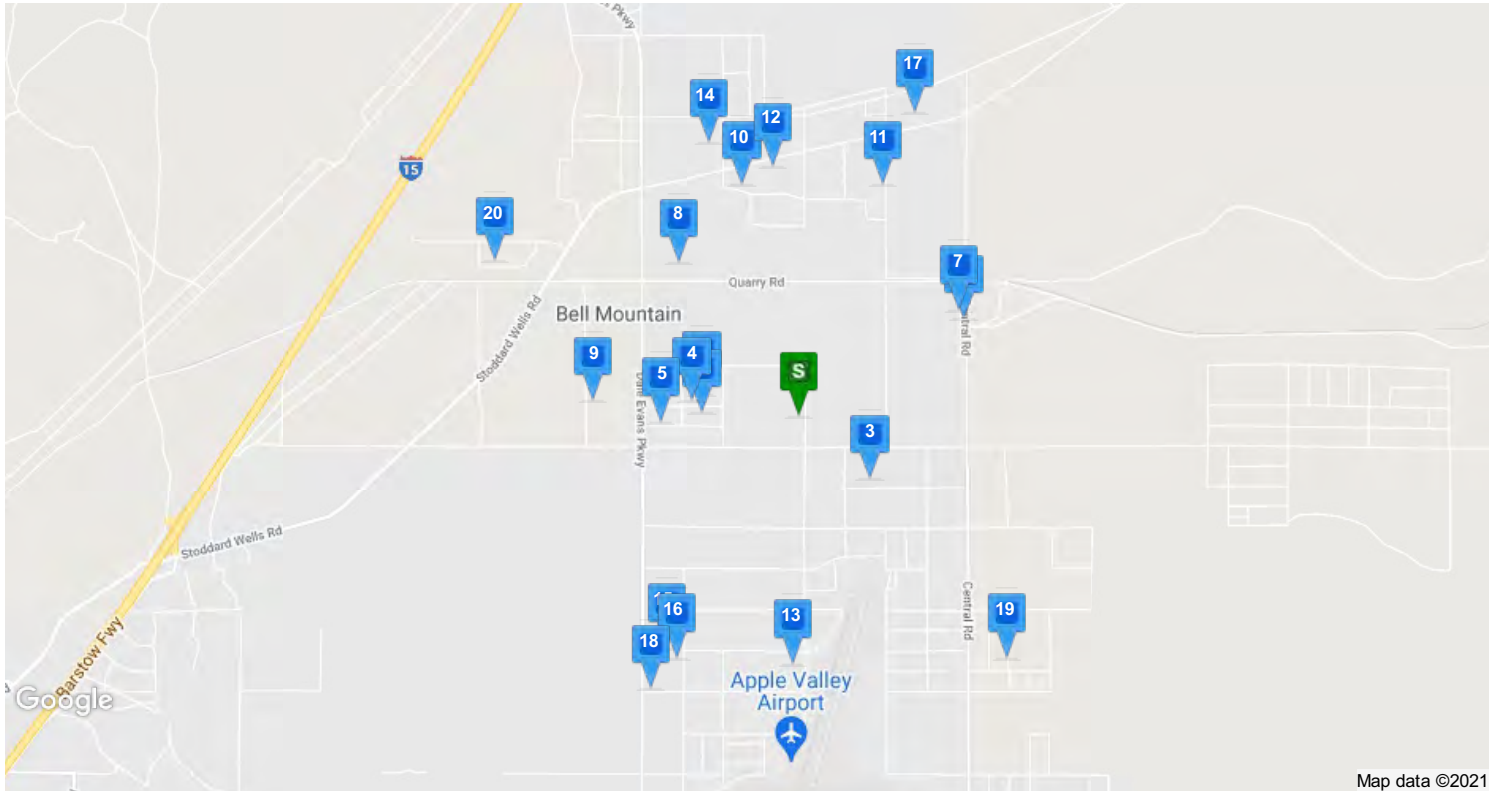 Pkwy
17
14
12
10
11
15
20
8
7
Quarry Rd
Bell Mountain
Stoddard Wells Rd
Central Rd
9
4
5
S
Dale Evans Pkwy
3
Stoddard Wells Rd
Central Rd
16
13
19
18
Barstow Fwy
Apple Valley
Airport
Google
Map data ©2021